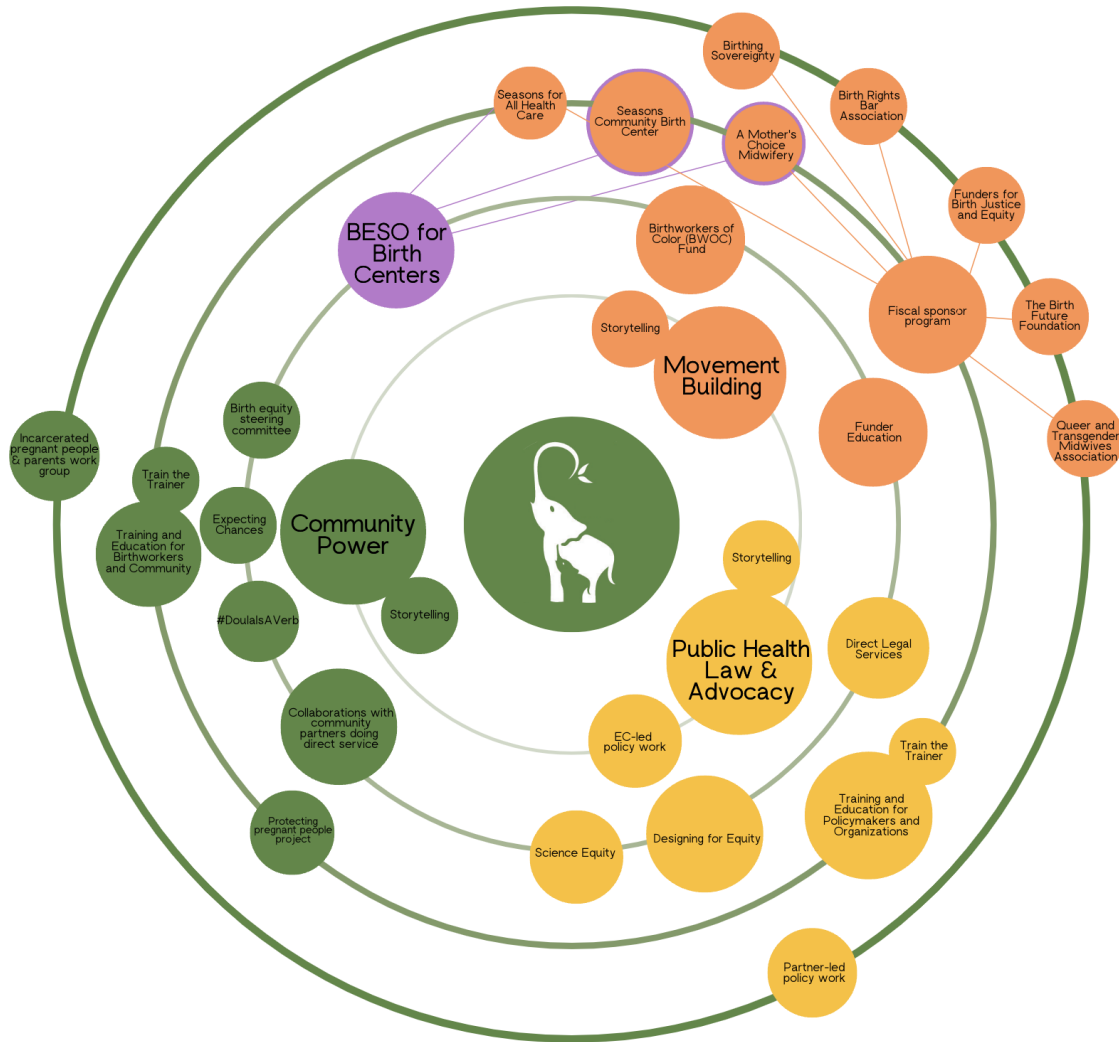 Birthing
Sovereignty
Birth Rights
Bar
Association
Seasons for
All Health
Care
Seasons
Community Birth
Center
A Mother's
Choice
Midwifery
Funders for
Birth Justice
and Equity
BESO for
Birth
Centers
Birthworkers of
Color (BWOC)
Fund
Fiscal sponsor
program
The Birth
Future
Foundation
Storytelling
Movement
Building
Birth equity
steering
committee
Funder
Education
Queer and
Transgender
Midwives
Association
Incarcerated
pregnant people
& parents work
group
Train the
Trainer
Training and
Education for
Birthworkers
and Community
Expecting
Chances
Community
Power
Storytelling
#DoulaIsAVerb
Storytelling
Public Health
Law &
Advocacy
Direct Legal
Services
Collaborations with
community
partners doing
direct service
EC-led
policy work
Train the
Trainer
Training and
Education for
Policymakers and
Organizations
Protecting
pregnant people
project
Science Equity
Designing for Equity
Partner-led
policy work